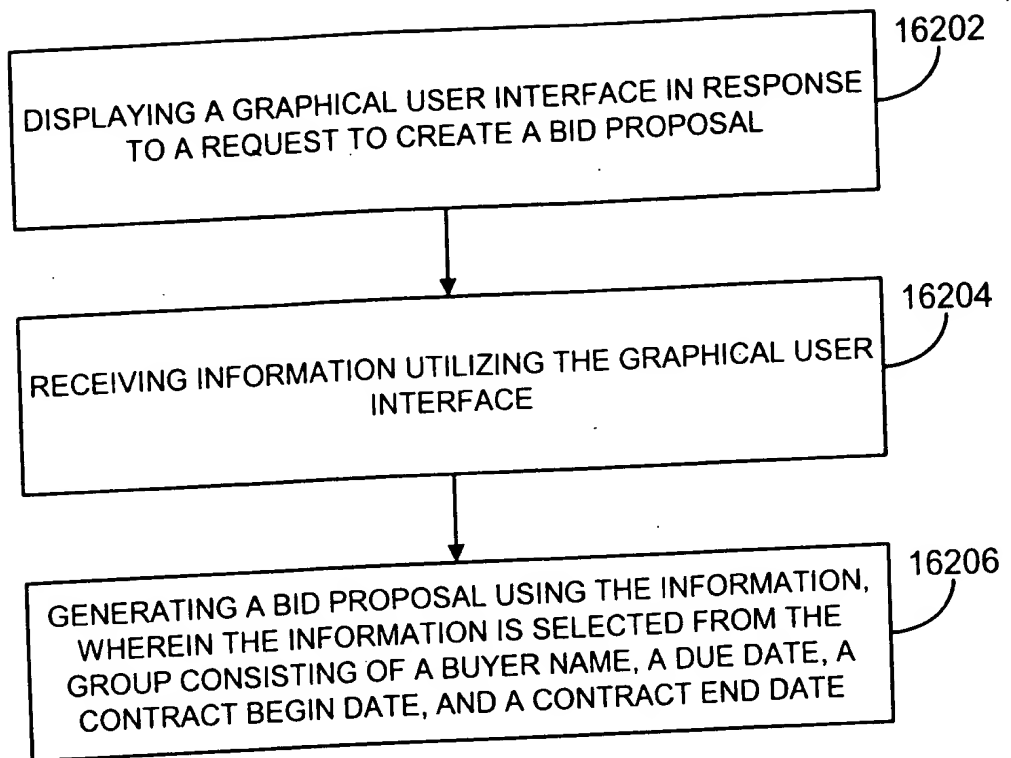 16202
DISPLAYING A GRAPHICAL USER INTERFACE IN RESPONSE
TO A REQUEST TO CREATE A BID PROPOSAL
16204
RECEIVING INFORMATION UTILIZING THE GRAPHICAL USER
INTERFACE
16206
GENERATING A BID PROPOSAL USING THE INFORMATION,
WHEREIN THE INFORMATION IS SELECTED FROM THE
GROUP CONSISTING OF A BUYER NAME, A DUE DATE, A
CONTRACT BEGIN DATE, AND A CONTRACT END DATE